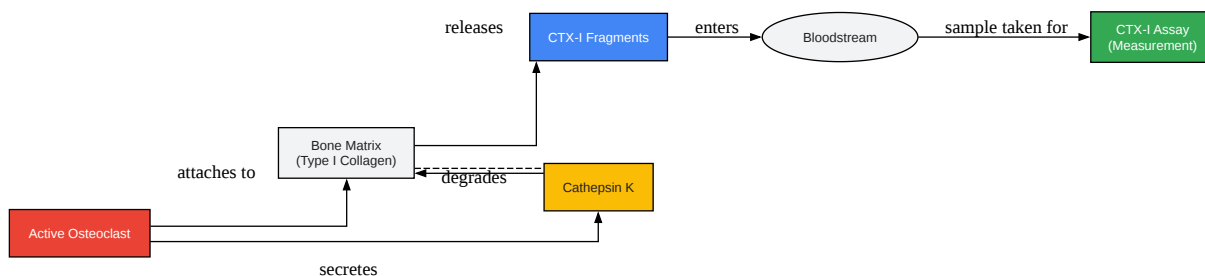 releases
CTX-I Fragments
enters
Bloodstream
sample taken for
CTX-I Assay
(Measurement)
Bone Matrix
(Type I Collagen)
attaches to
degrades
Cathepsin K
Active Osteoclast
secretes